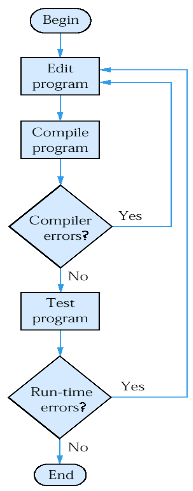 Begin
Edit
program
Compile
program
Compiler
errors?
Yes
No
Test
program
Run-time
errors?
Yes
No
End